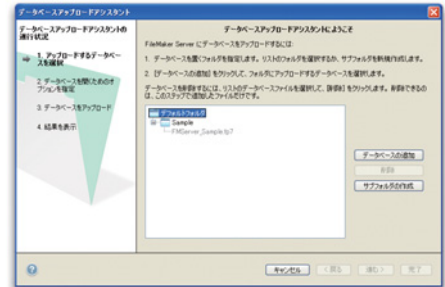 データベースアップロードアシスタント
データベースアップロードアシスタントの進行状況
1. アップロードするデータベースを選択
2. データベースを開くためのオプションを指定
3. データベースをアップロード
4. 結果を表示
データベースアップロードアシスタントにようこそ
FileMaker Server にデータベースをアップロードするには:
1. データベースを置くフォルダを指定します。リストのフォルダを選択するか、サブフォルダを新規作成します。
2. [データベースの追加] をクリックして、フォルダにアップロードするデータベースを選択します。
データベースを削除するには、リストのデータベースファイルを選択して、[削除] をクリックします。削除できるのは、このステップで追加したファイルだけです。
デフォルトフォルダ
Sample
FMServer_Sample.fp7
データベースの追加
削除
サブフォルダの作成
キャンセル
< 戻る
進む >
完了